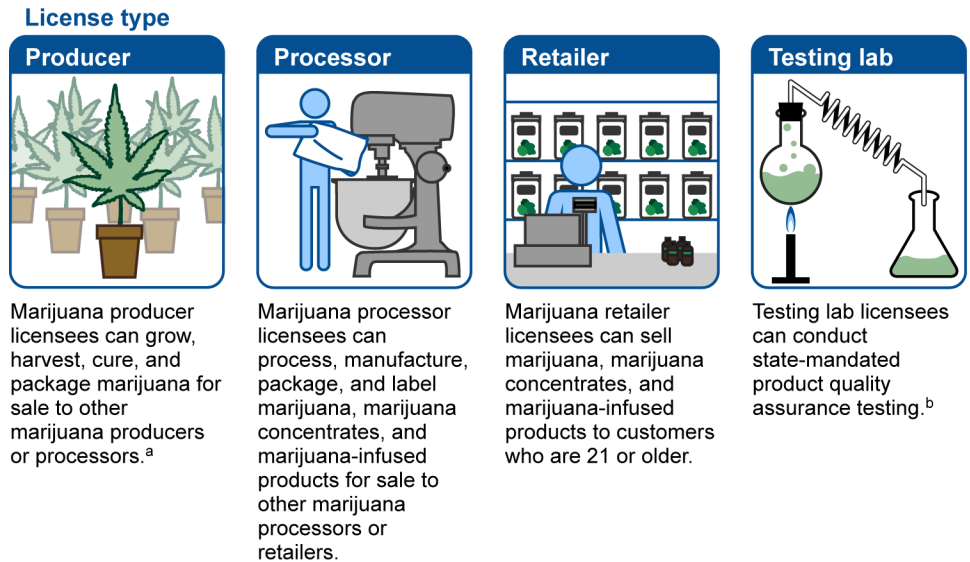 License type
Producer
Marijuana producer
licensees can grow,
harvest, cure, and
package marijuana for
sale to other
marijuana producers
or processors.a
Processor
Marijuana processor
licensees can
process, manufacture,
package, and label
marijuana, marijuana
concentrates, and
marijuana-infused
products for sale to
other marijuana
processors or
retailers.
Retailer
Marijuana retailer
licensees can sell
marijuana, marijuana
concentrates, and
marijuana-infused
products to customers
who are 21 or older.
Testing lab
Testing lab licensees
can conduct
state-mandated
product quality
assurance testing.b